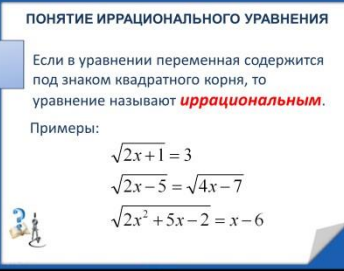 ПОНЯТИЕ ИРРАЦИОНАЛЬНОГО УРАВНЕНИЯ
Если в уравнении переменная содержится
под знаком квадратного корня, то
уравнение называют иррациональным.
Примеры:
√(2x+1) = 3
√(2x−5) = √(4x−7)
√(2x²+5x−2) = x−6